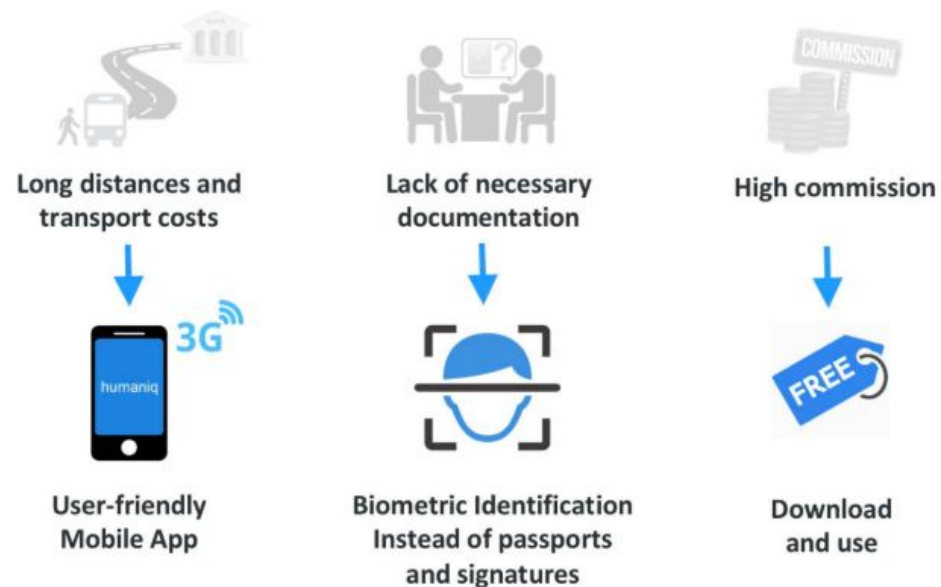 COMMISSION
Long distances and
transport costs
Lack of necessary
documentation
High commission
3G
humaniq
FREE
User-friendly
Mobile App
Biometric Identification
Instead of passports
and signatures
Download
and use